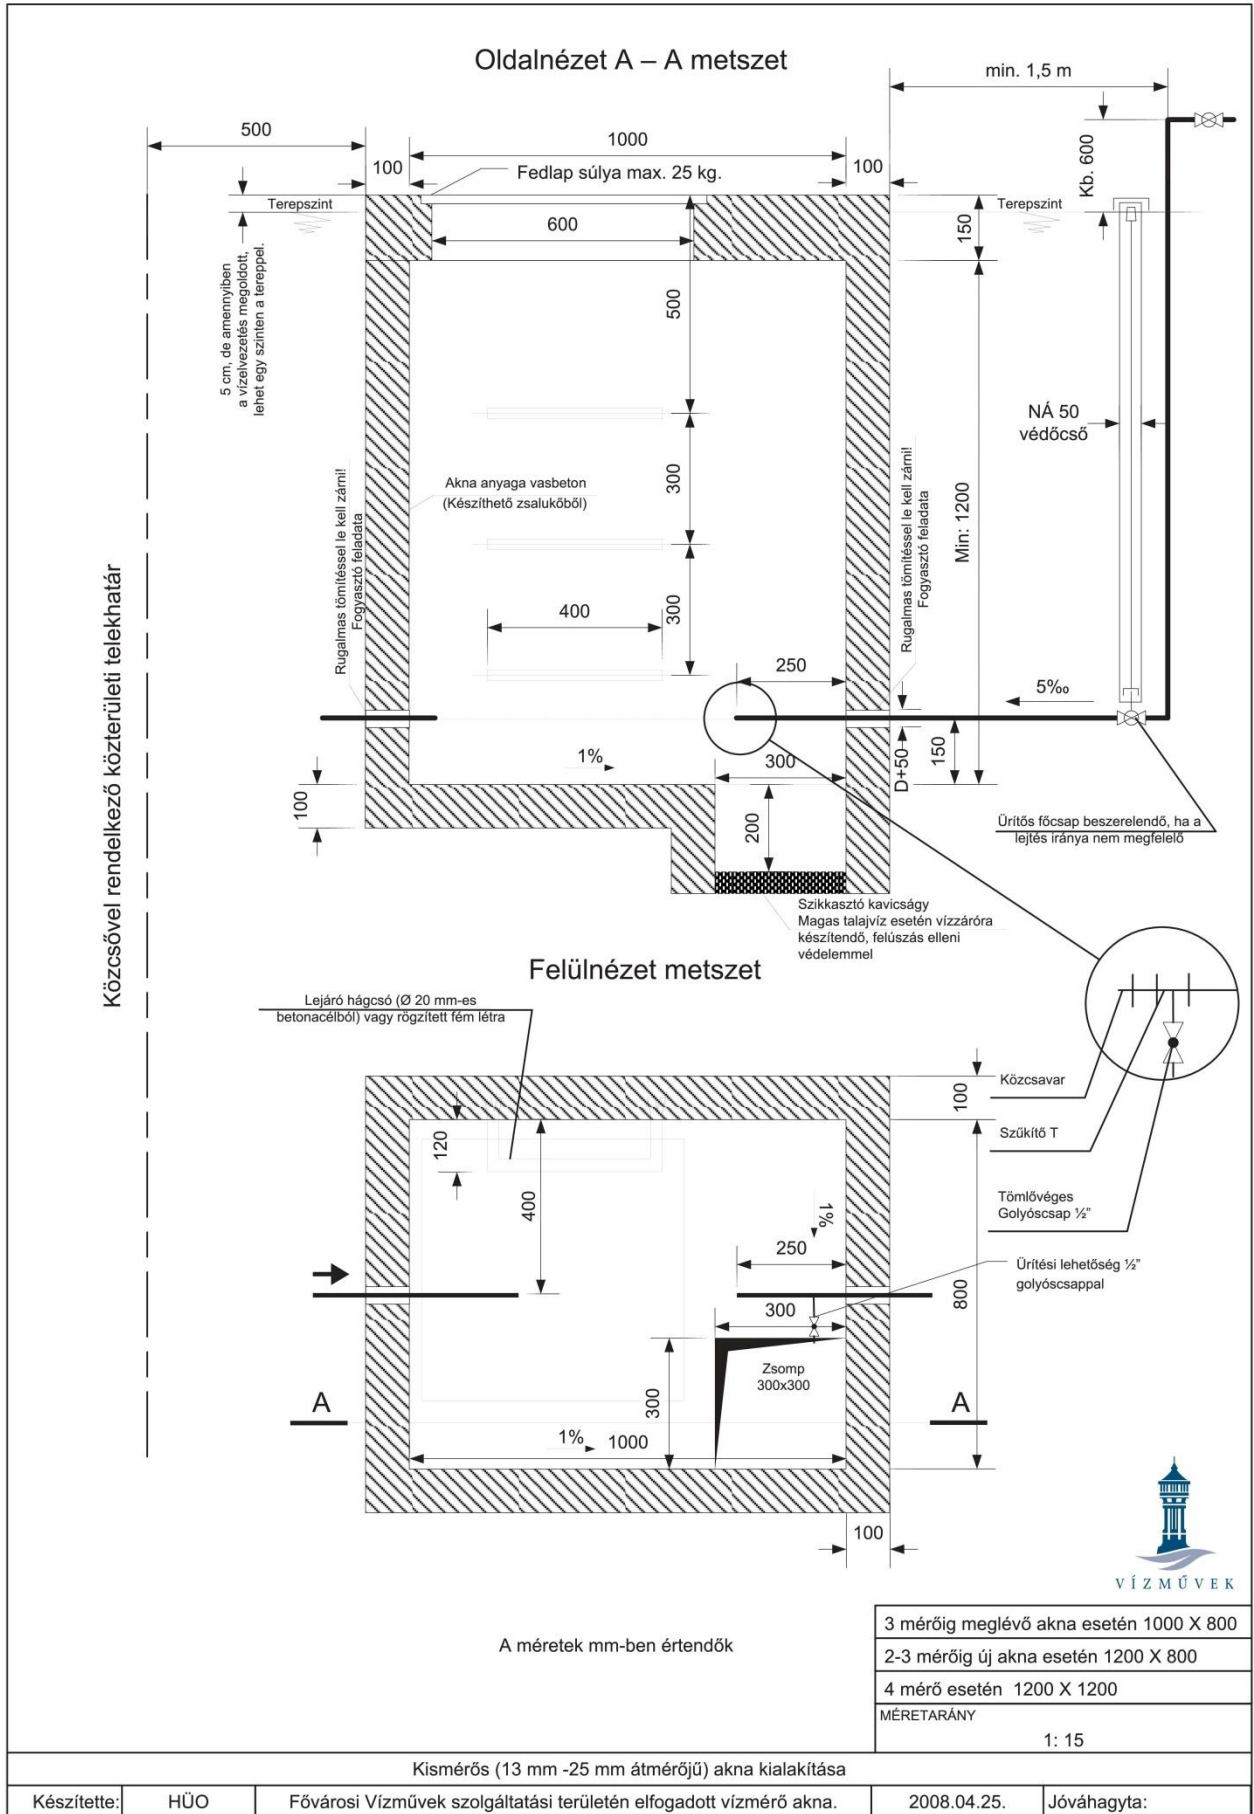 Oldalnézet A – A metszet
min. 1,5 m
500
1000
100
Fedlap súlya max. 25 kg.
100
Kb. 600
Terepszint
Terepszint
600
150
5 cm, de amennyiben
a vízelvezetés megoldott,
lehet egy szinten a tereppel.
500
NÁ 50
védőcső
Rugalmas tömítéssel le kell zárni!
Fogyasztó feladata
Akna anyaga vasbeton
(Készíthető zsalukőből)
300
Rugalmas tömítéssel le kell zárni!
Fogyasztó feladata
Min: 1200
Közcsővel rendelkező közterületi telekhatár
400
300
250
5‰
1%
300
D+50
150
100
200
Ürítős főcsap beszerelendő, ha a
lejtés iránya nem megfelelő
Szikkasztó kavicságy
Magas talajvíz esetén vízzáróra
készítendő, felúszás elleni
védelemmel
Felülnézet metszet
Lejáró hágcsó (Ø 20 mm-es
betonacélból) vagy rögzített fém létra
100
Közcsavar
120
Szűkítő T
400
1%
Tömlővéges
Golyóscsap ½”
250
Ürítési lehetőség ½”
golyóscsappal
800
300
Zsomp
300x300
300
A
A
1%
1000
100
VÍZMŰVEK
A méretek mm-ben értendők
3 mérőig meglévő akna esetén 1000 X 800
2-3 mérőig új akna esetén 1200 X 800
4 mérő esetén 1200 X 1200
MÉRETARÁNY
1: 15
Kismérős (13 mm -25 mm átmérőjű) akna kialakítása
Készítette:
HÜO
Fővárosi Vízművek szolgáltatási területén elfogadott vízmérő akna.
2008.04.25.
Jóváhagyta: